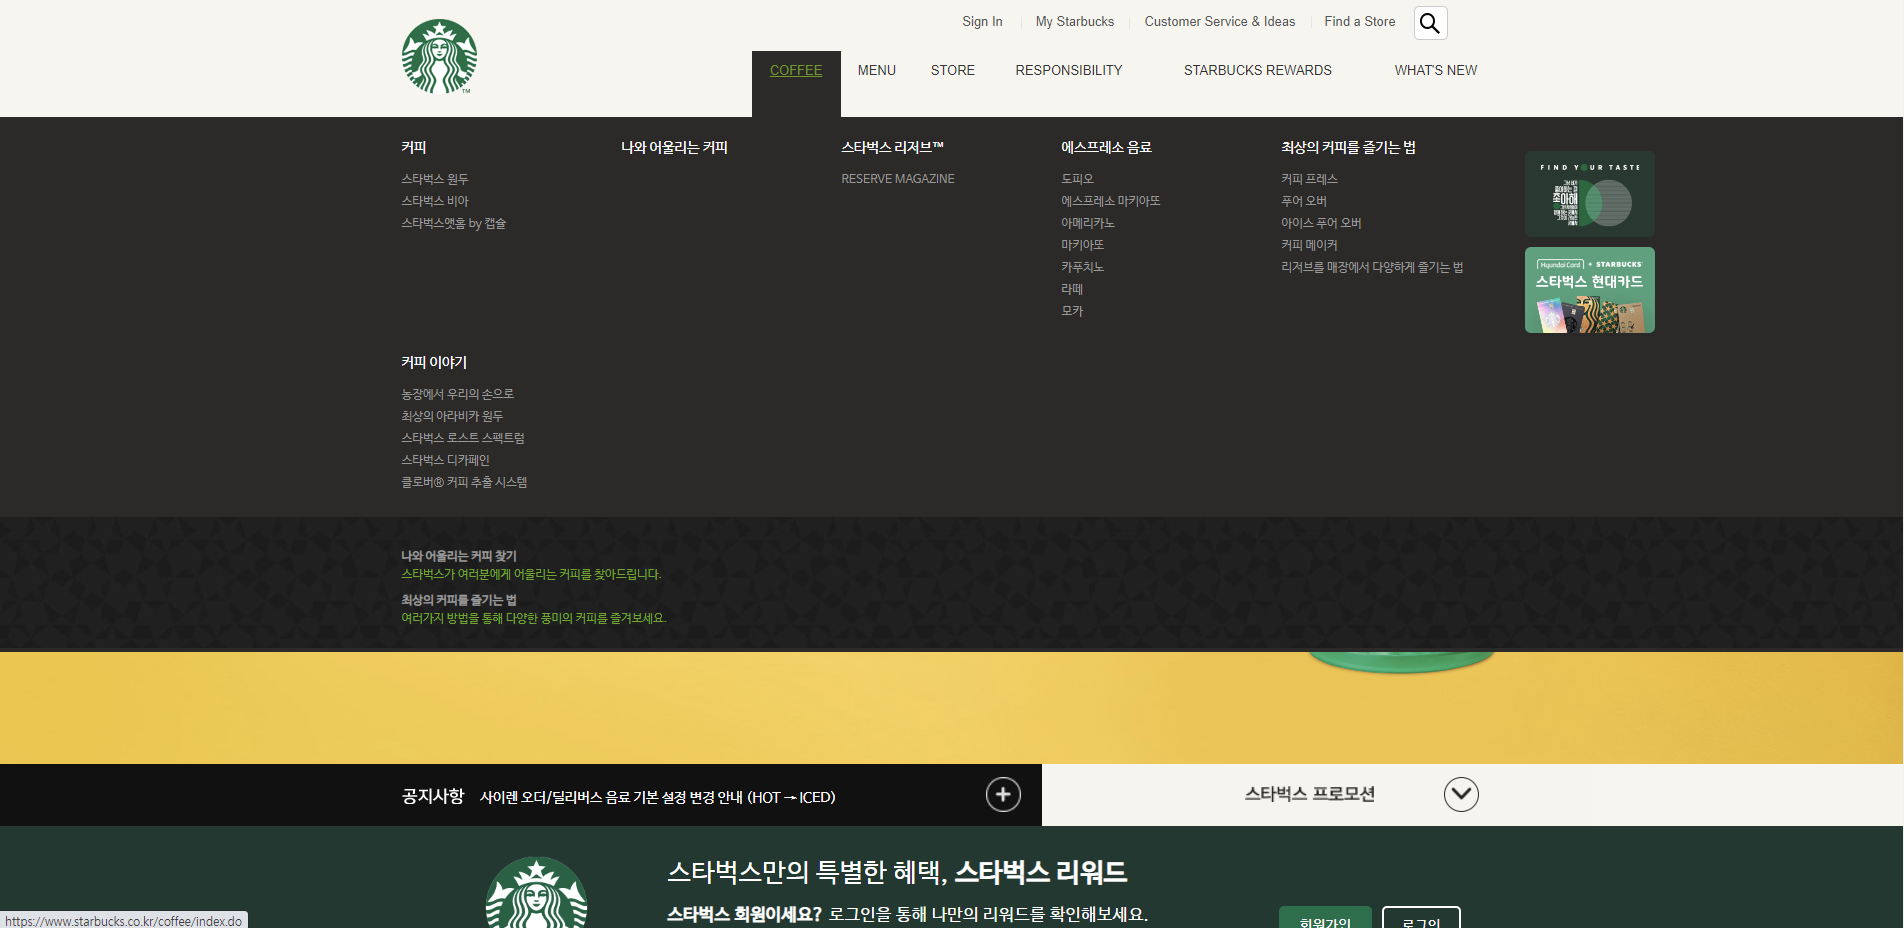 Sign In
My Starbucks
Customer Service & Ideas
Find a Store
TM
COFFEE
MENU
STORE
RESPONSIBILITY
STARBUCKS REWARDS
WHAT'S NEW
커피
스타벅스 원두
스타벅스 비아
스타벅스앳홈 by 캡슐
나와 어울리는 커피
스타벅스 리저브™
RESERVE MAGAZINE
에스프레소 음료
도피오
에스프레소 마키아또
아메리카노
마키아또
카푸치노
라떼
모카
최상의 커피를 즐기는 법
커피 프레스
푸어 오버
아이스 푸어 오버
커피 메이커
리저브를 매장에서 다양하게 즐기는 법
FIND YOUR TASTE
좋아해
Hyundai Card + STARBUCKS
스타벅스 현대카드
커피 이야기
농장에서 우리의 손으로
최상의 아라비카 원두
스타벅스 로스트 스펙트럼
스타벅스 디카페인
클로버® 커피 추출 시스템
나와 어울리는 커피 찾기
스타벅스가 여러분에게 어울리는 커피를 찾아드립니다.
최상의 커피를 즐기는 법
여러가지 방법을 통해 다양한 풍미의 커피를 즐겨보세요.
공지사항 사이렌 오더/딜리버스 음료 기본 설정 변경 안내 (HOT → ICED)
스타벅스 프로모션
스타벅스만의 특별한 혜택, 스타벅스 리워드
스타벅스 회원이세요? 로그인을 통해 나만의 리워드를 확인해보세요.
회원가입
로그인
https://www.starbucks.co.kr/coffee/index.do